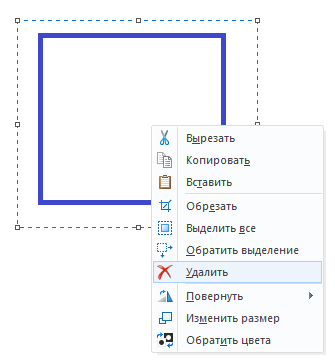 Вырезать
Копировать
Вставить
Обрезать
Выделить все
Обратить выделение
Удалить
Повернуть
Изменить размер
Обратить цвета